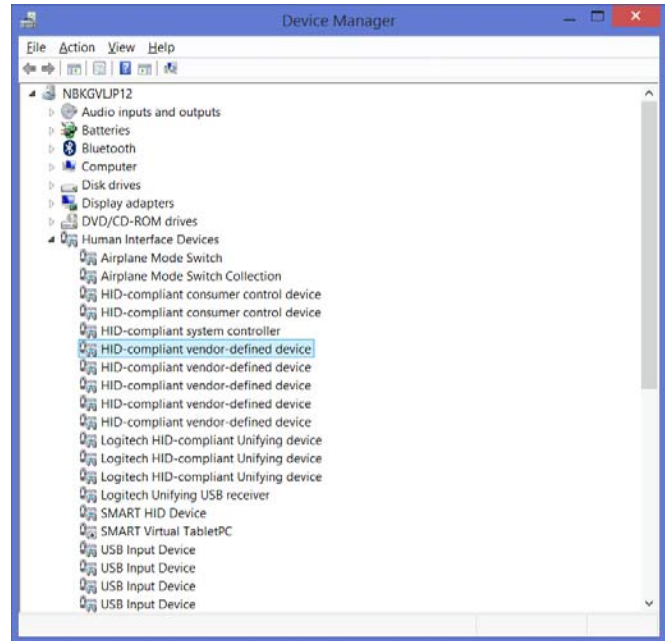 Device Manager
File Action View Help
NBKGVLJP12
Audio inputs and outputs
Batteries
Bluetooth
Computer
Disk drives
Display adapters
DVD/CD-ROM drives
Human Interface Devices
Airplane Mode Switch
Airplane Mode Switch Collection
HID-compliant consumer control device
HID-compliant consumer control device
HID-compliant system controller
HID-compliant vendor-defined device
HID-compliant vendor-defined device
HID-compliant vendor-defined device
HID-compliant vendor-defined device
HID-compliant vendor-defined device
Logitech HID-compliant Unifying device
Logitech HID-compliant Unifying device
Logitech HID-compliant Unifying device
Logitech Unifying USB receiver
SMART HID Device
SMART Virtual TabletPC
USB Input Device
USB Input Device
USB Input Device
USB Input Device